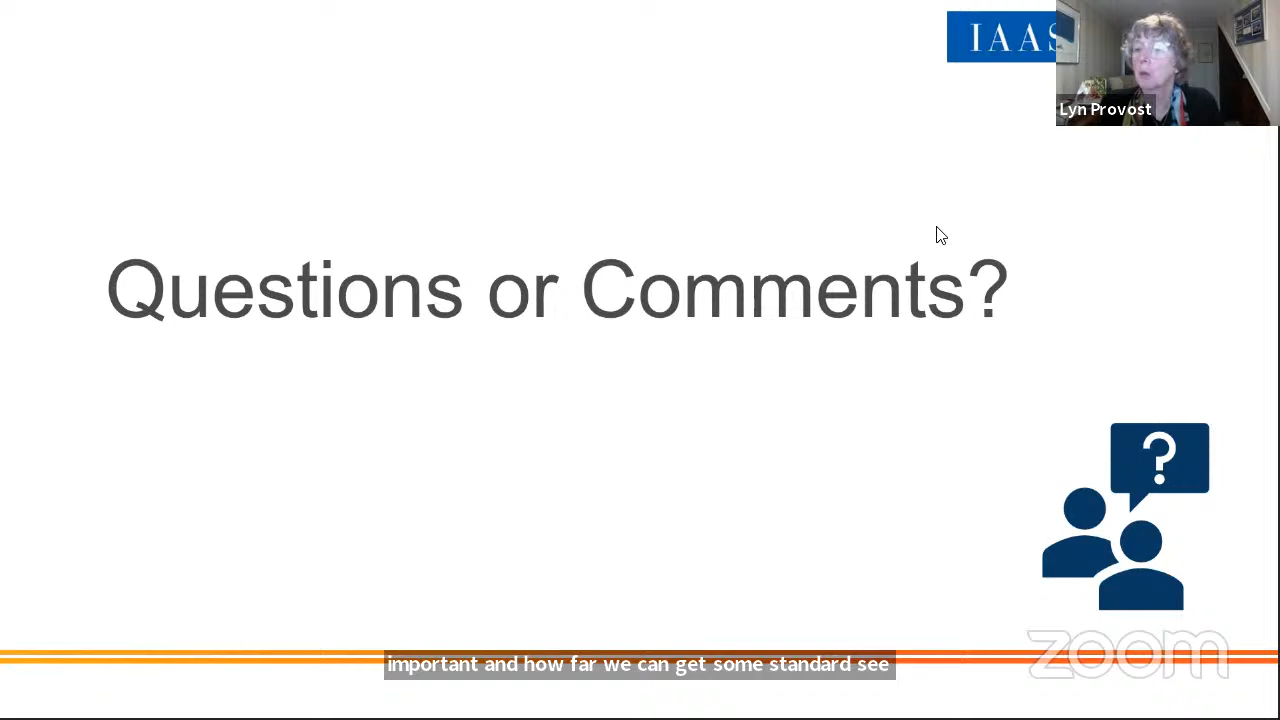 IAAS
Lyn Provost
Questions or Comments?
?
important and how far we can get some standard see
zoom